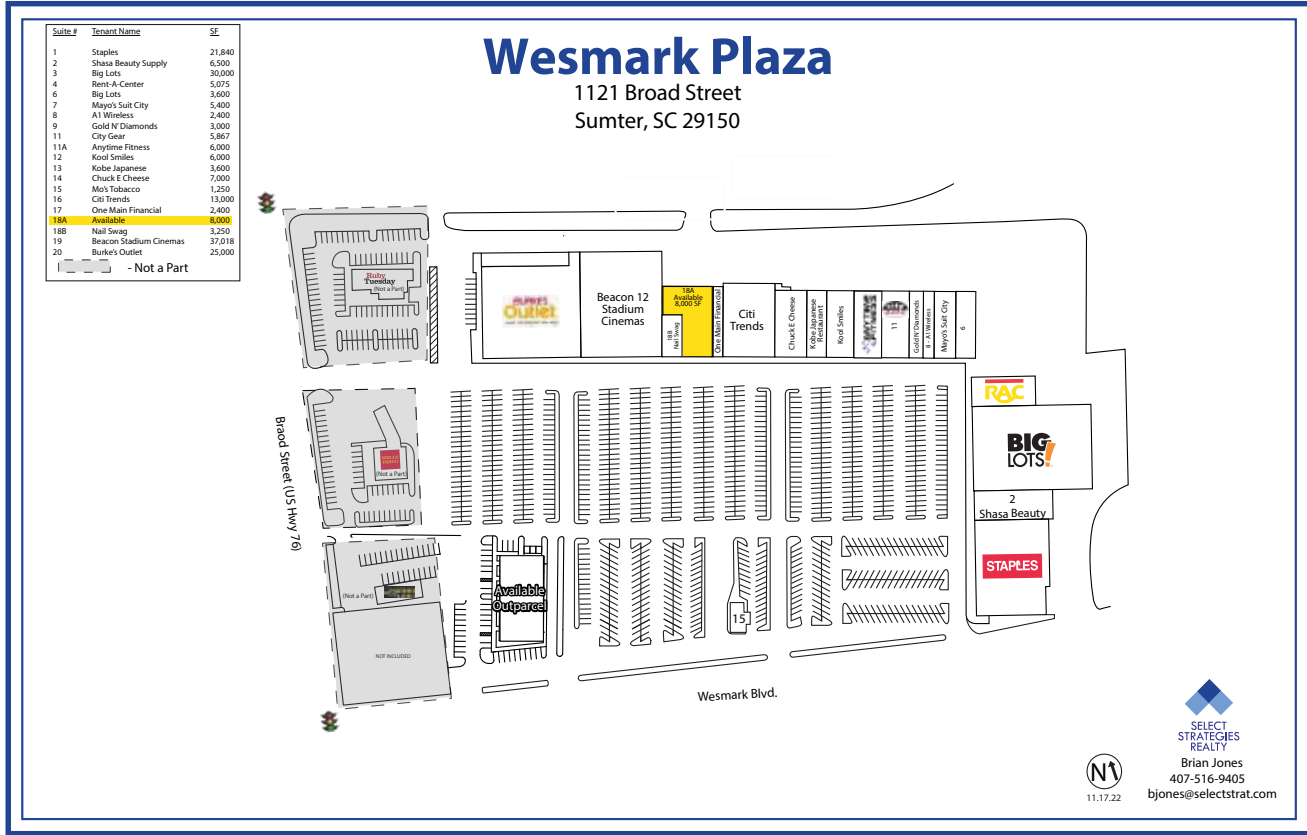 Suite # Tenant Name SF
1 Staples 21,840
2 Shasa Beauty Supply 6,500
3 Big Lots 30,000
4 Rent-A-Center 5,075
6 Big Lots 3,600
7 Mayo's Suit City 5,400
8 A1 Wireless 2,400
9 Gold N' Diamonds 3,000
11 City Gear 5,867
11A Anytime Fitness 6,000
12 Kool Smiles 6,000
13 Kobe Japanese 3,600
14 Chuck E Cheese 7,000
15 Mo's Tobacco 1,250
16 Citi Trends 13,000
17 One Main Financial 2,400
18A Available 8,000
18B Nail Swag 3,250
19 Beacon Stadium Cinemas 37,018
20 Burke's Outlet 25,000
- Not a Part
Wesmark Plaza
1121 Broad Street
Sumter, SC 29150
Ruby
Tuesday
(Not a Part)
BURKES
Outlet
Beacon 12
Stadium
Cinemas
18A
Available
8,000 SF
18B
Nail Swag
One Main Financial
Citi
Trends
Chuck E Cheese
Kobe Japanese
Restaurant
Kool Smiles
11
Gold N' Diamonds
8 - A1 Wireless
Mayo's Suit City
6
RAC
BIG
LOTS!
2
Shasa Beauty
STAPLES
Braod Street (US Hwy 76)
WELLS
FARGO
(Not a Part)
(Not a Part)
NOT INCLUDED
Available
Outparcel
15
Wesmark Blvd.
N
11.17.22
SELECT
STRATEGIES
REALTY
Brian Jones
407-516-9405
bjones@selectstrat.com